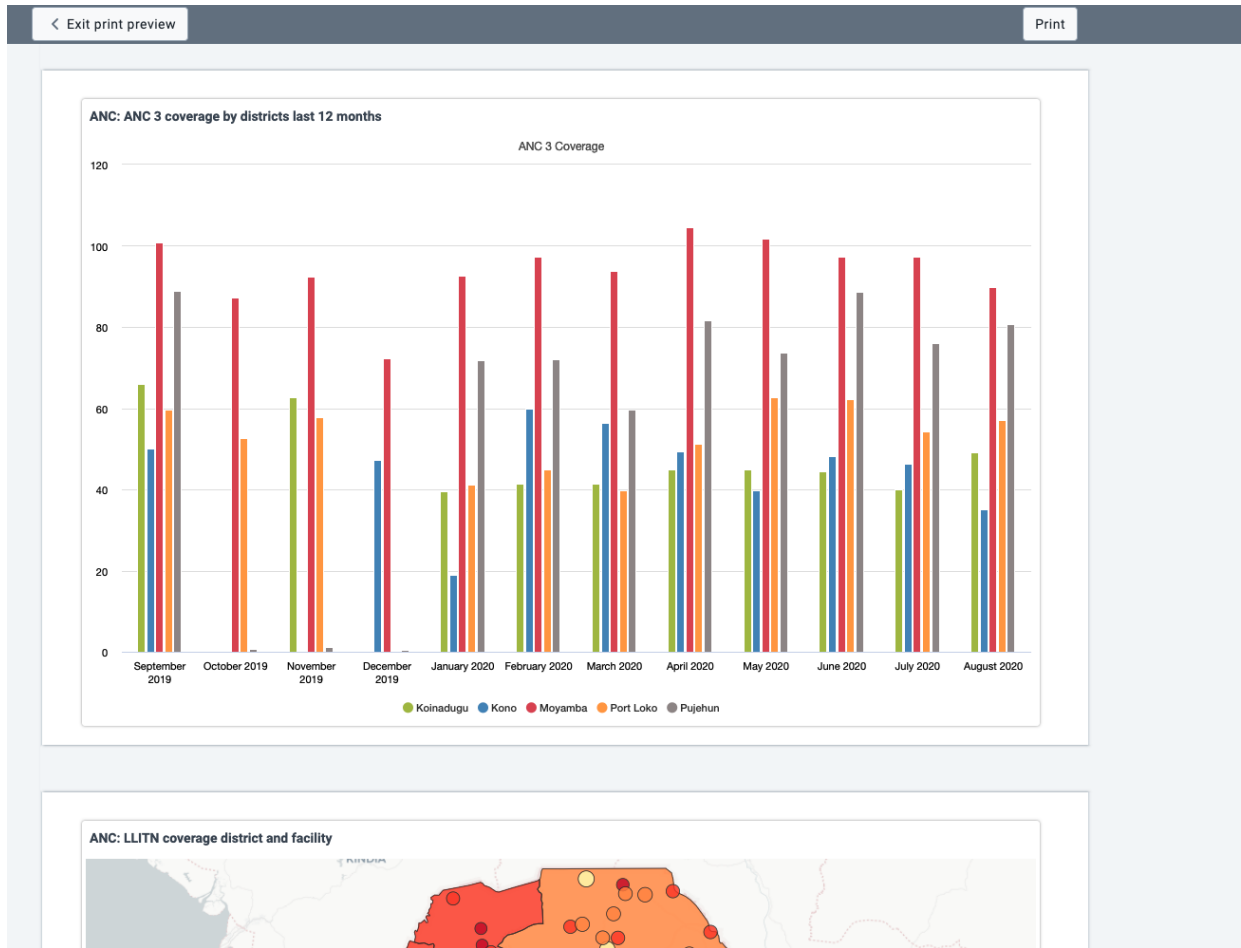 Exit print preview
Print
ANC: ANC 3 coverage by districts last 12 months
ANC 3 Coverage
120
100
80
60
40
20
0
September 2019
October 2019
November 2019
December 2019
January 2020
February 2020
March 2020
April 2020
May 2020
June 2020
July 2020
August 2020
Koinadugu Kono Moyamba Port Loko Pujehun
ANC: LLITN coverage district and facility
KINDIA